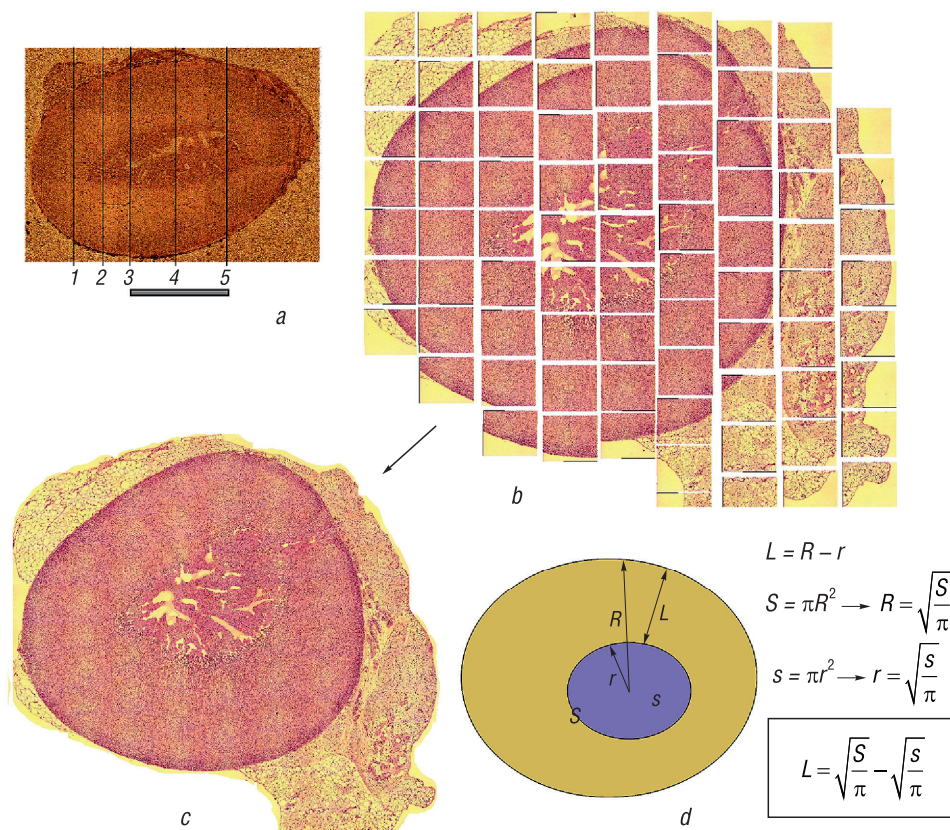 1 2 3 4 5
a
b
c
R
L
r
s
S
d
L = R – r
S = πR² → R = √(S/π)
s = πr² → r = √(s/π)
L = √(S/π) – √(s/π)